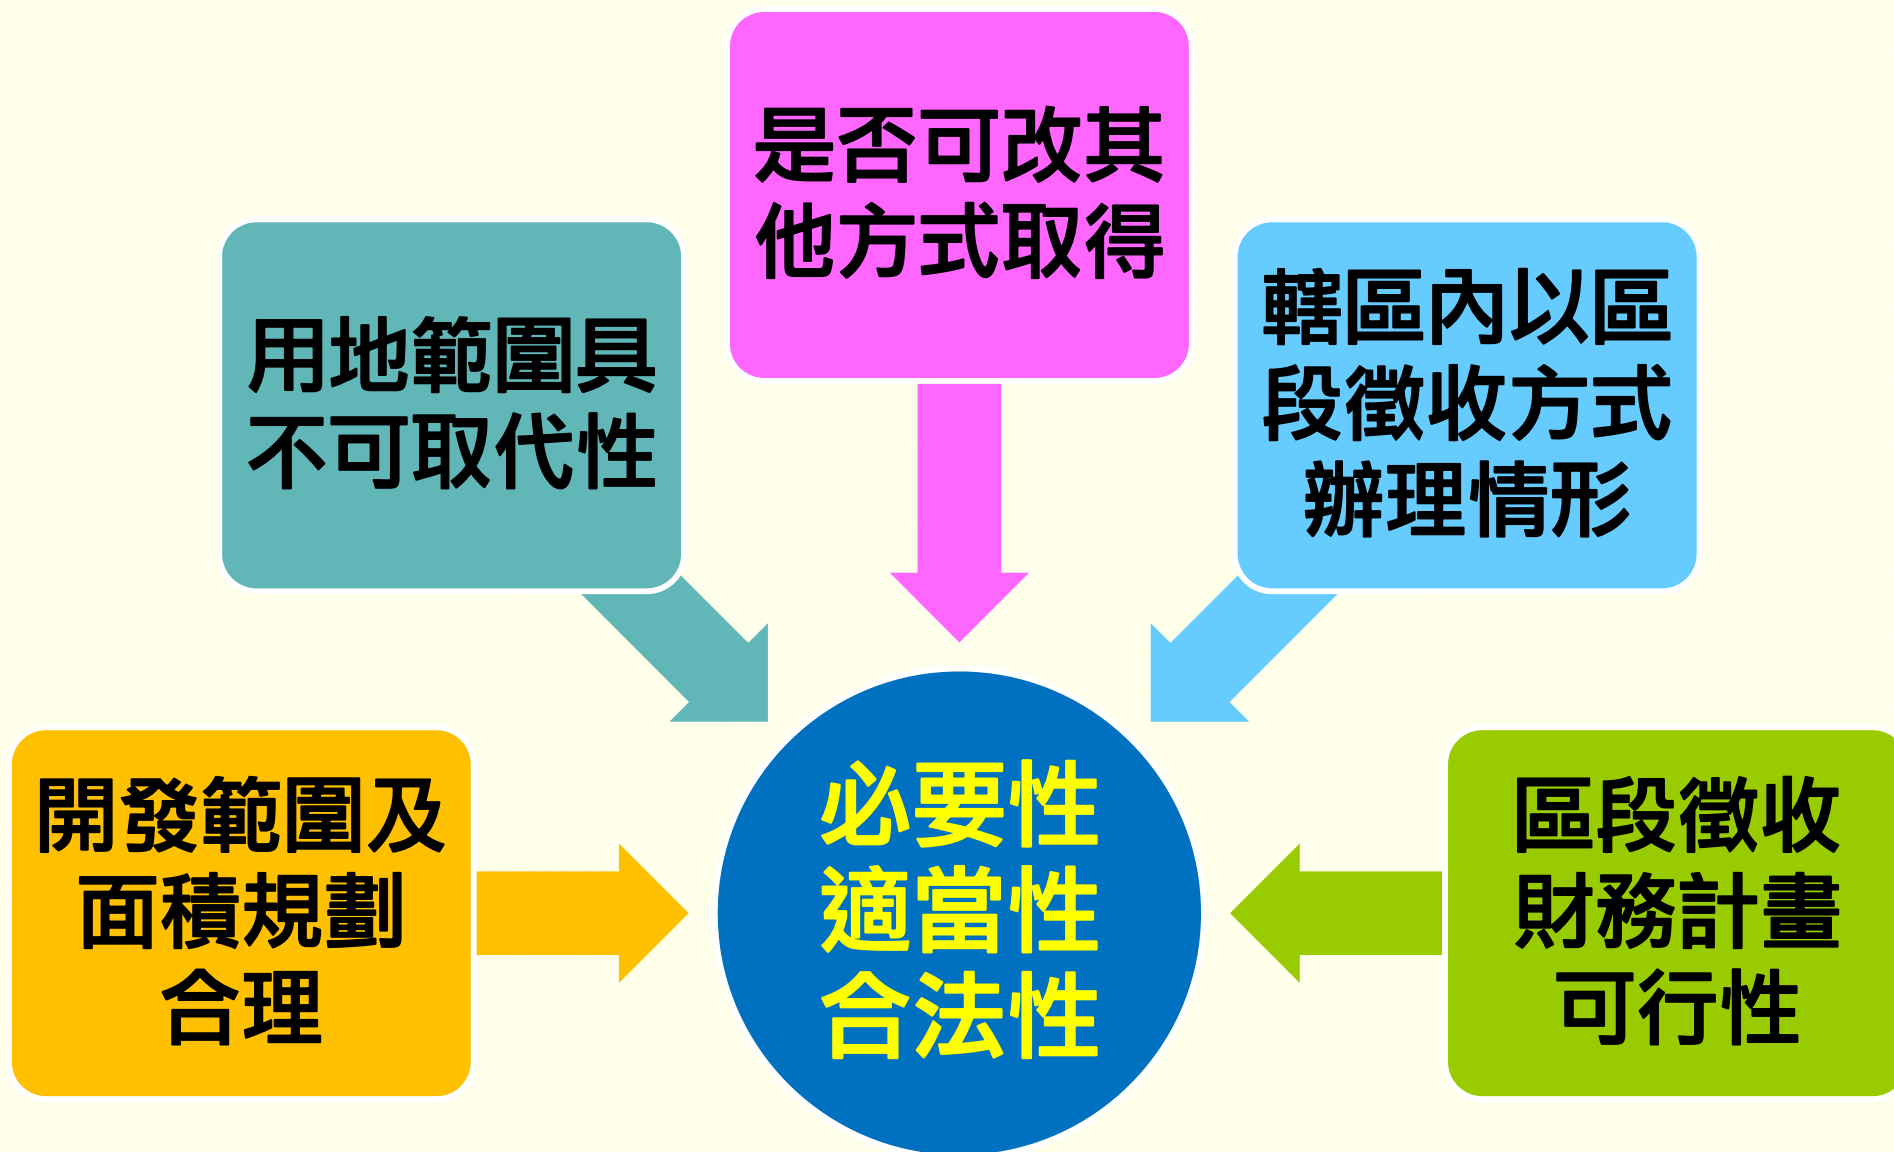 是否可改其
他方式取得
用地範圍具
不可取代性
轄區內以區
段徵收方式
辦理情形
開發範圍及
面積規劃
合理
必要性
適當性
合法性
區段徵收
財務計畫
可行性